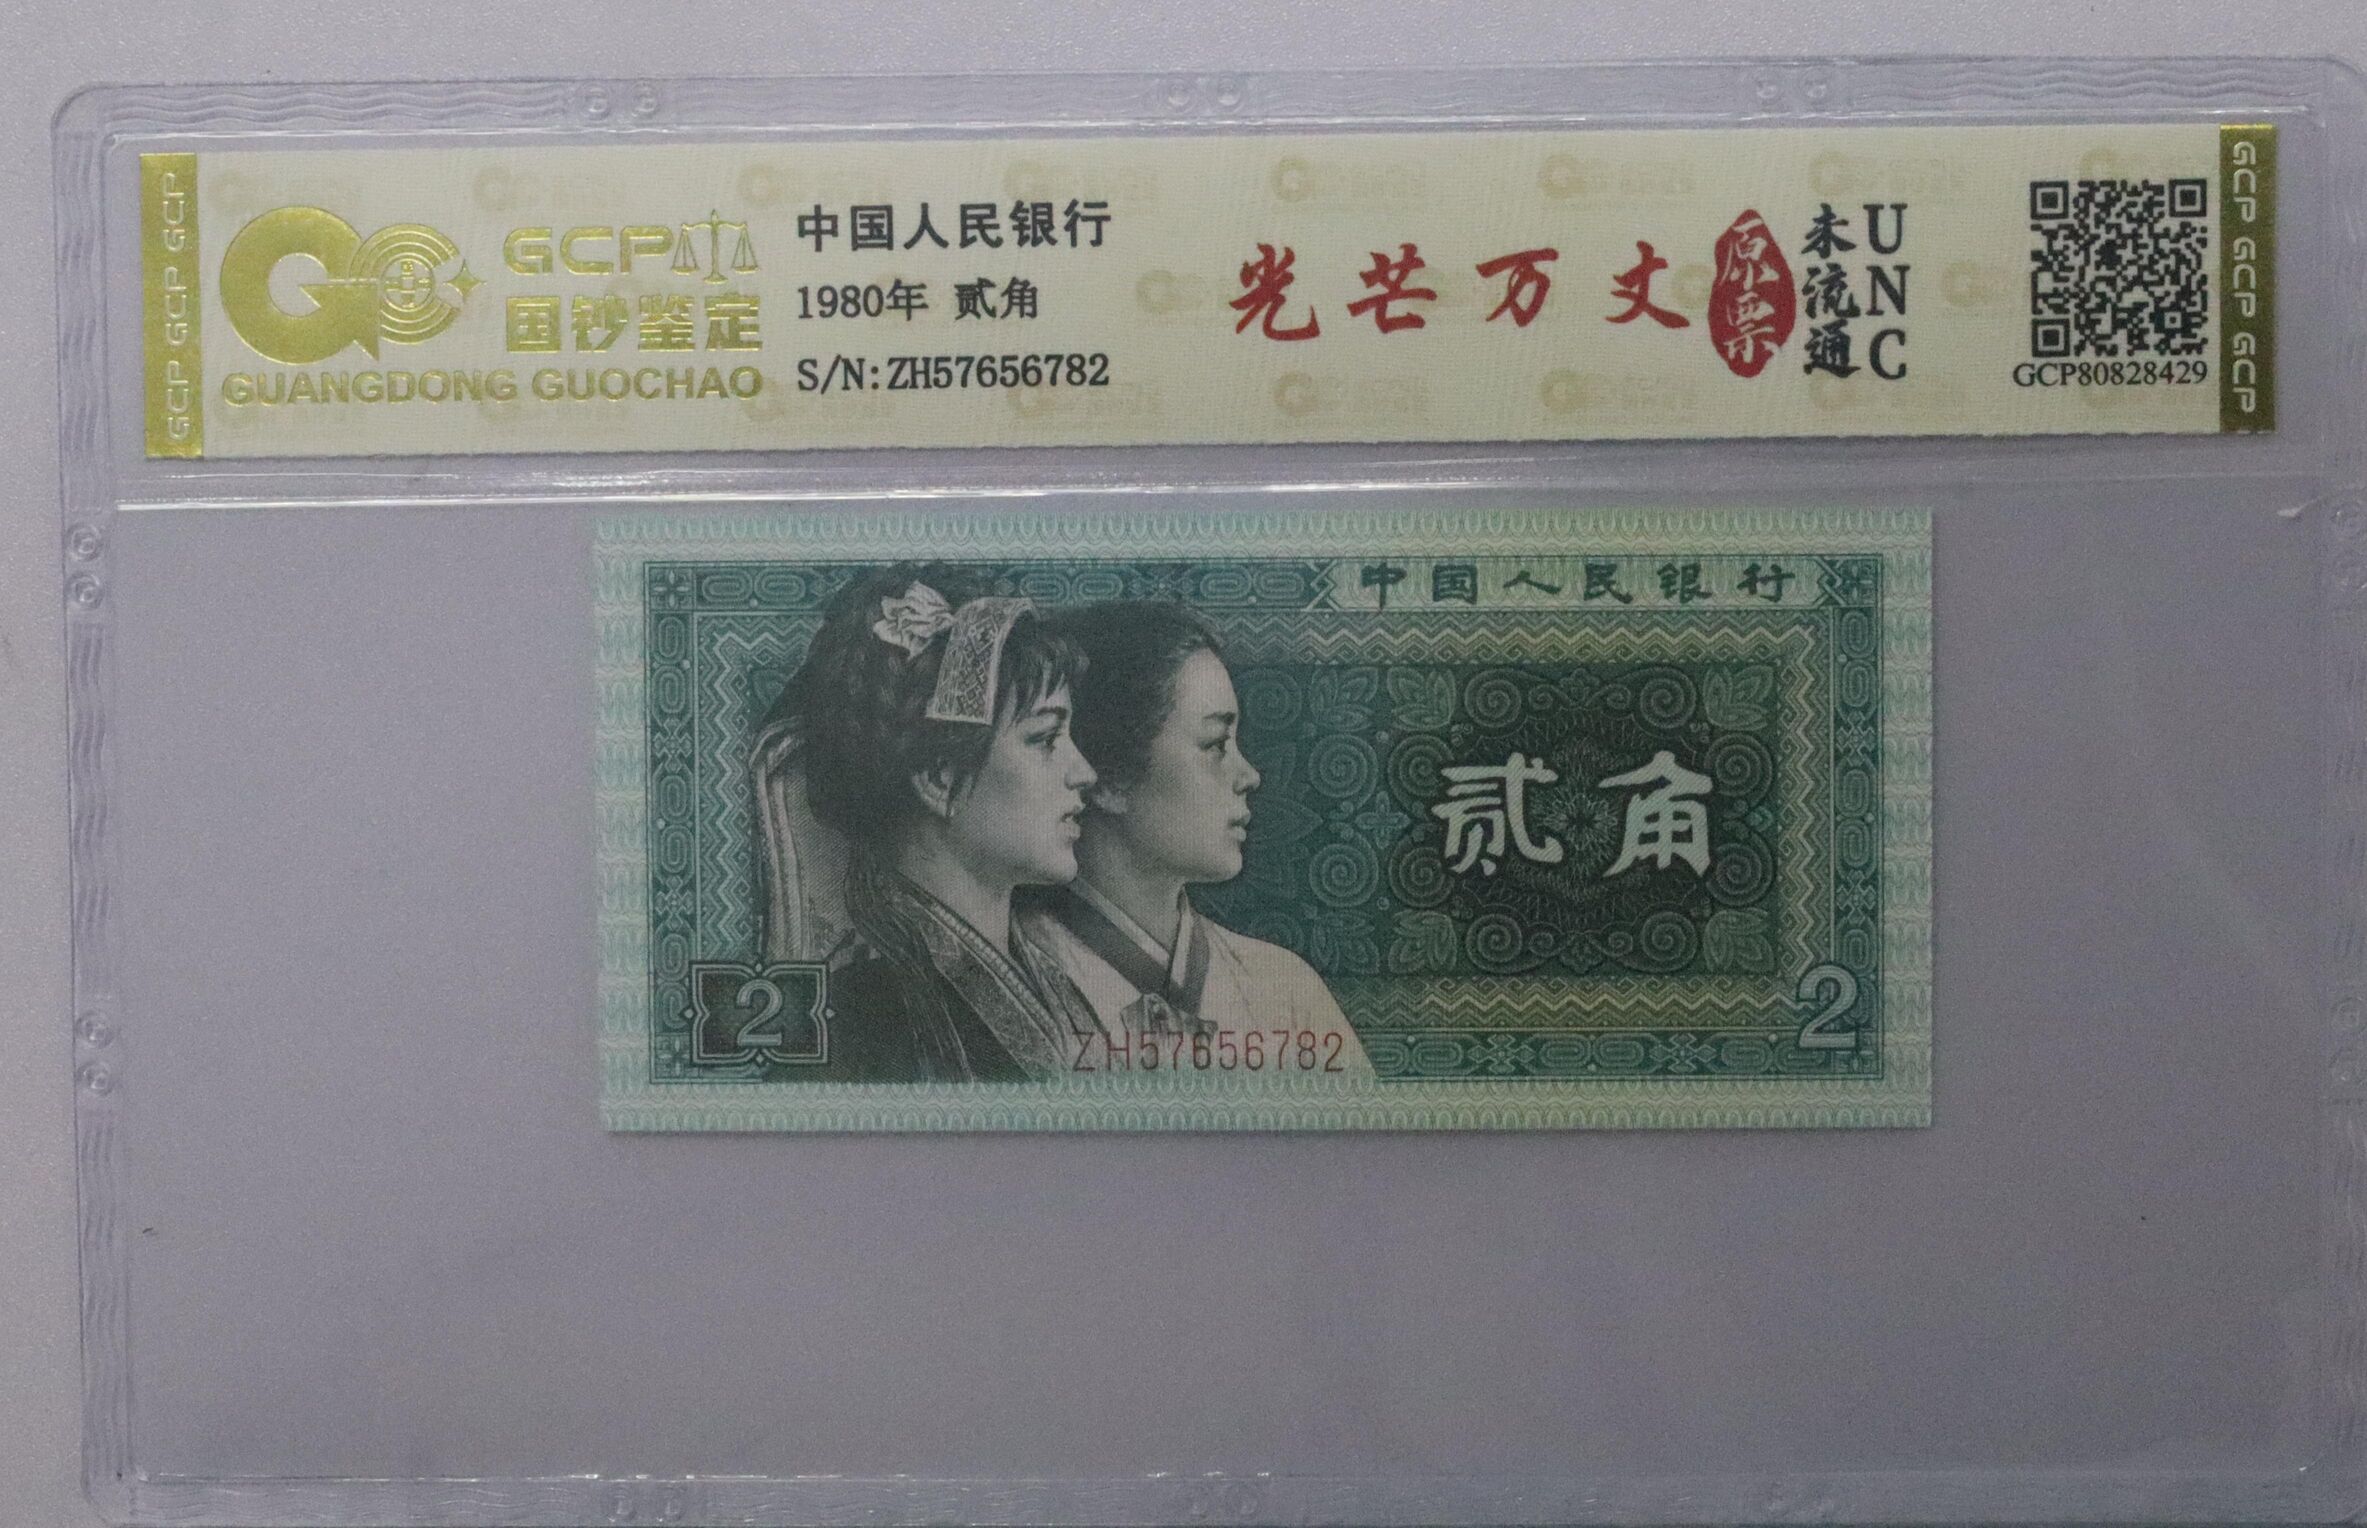 GCP GCP GCP
GCP
国钞鉴定
GUANGDONG GUOCHAO
中国人民银行
1980年 贰角
S/N:ZH57656782
光芒万丈
原票
未流通
UNC
GCP80828429
GCP GCP GCP
中国人民银行
贰角
2
2
ZH57656782